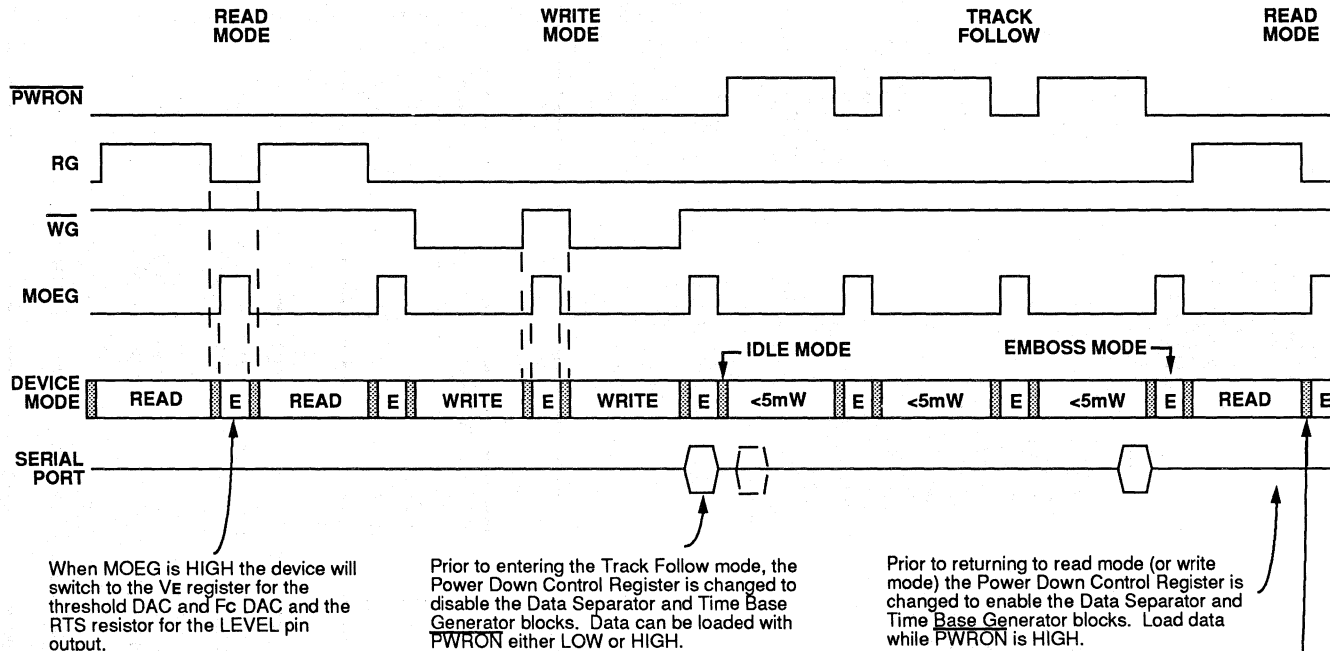 READ MODE
WRITE MODE
TRACK FOLLOW
READ MODE
PWRON
RG
WG
MOEG
IDLE MODE
EMBOSS MODE
DEVICE MODE
READ E READ E WRITE E WRITE E <5mW E <5mW E <5mW E READ E
SERIAL PORT
When MOEG is HIGH the device will
switch to the VE register for the
threshold DAC and Fc DAC and the
RTS resistor for the LEVEL pin
output.
Prior to entering the Track Follow mode, the
Power Down Control Register is changed to
disable the Data Separator and Time Base
Generator blocks. Data can be loaded with
PWRON either LOW or HIGH.
Prior to returning to read mode (or write
mode) the Power Down Control Register is
changed to enable the Data Separator and
Time Base Generator blocks. Load data
while PWRON is HIGH.